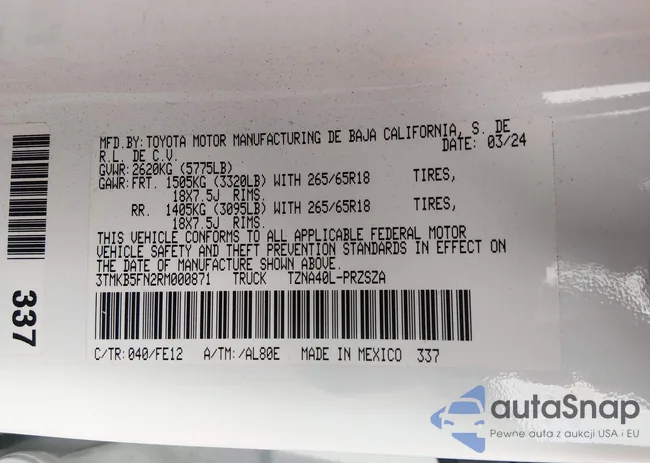 MFD.BY:TOYOTA MOTOR MANUFACTURING DE BAJA CALIFORNIA, S. DE
R.L. DE C.V. DATE: 03/24
GVWR:2620KG (5775LB)
GAWR:FRT. 1505KG (3320LB) WITH 265/65R18 TIRES,
18X7.5J RIMS.
RR. 1405KG (3095LB) WITH 265/65R18 TIRES,
18X7.5J RIMS.
THIS VEHICLE CONFORMS TO ALL APPLICABLE FEDERAL MOTOR
VEHICLE SAFETY AND THEFT PREVENTION STANDARDS IN EFFECT ON
THE DATE OF MANUFACTURE SHOWN ABOVE.
3TMKB5FN2RM000871 TRUCK TZNA40L-PRZSZA
C/TR:040/FE12 A/TM:/AL80E MADE IN MEXICO 337
337
autaSnap
Pewne auta z aukcji USA i EU